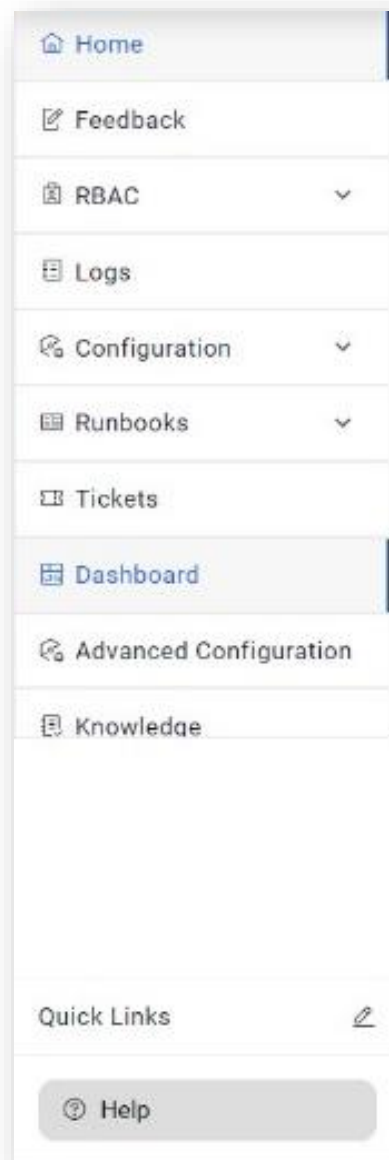 Home
Feedback
RBAC
Logs
Configuration
Runbooks
Tickets
Dashboard
Advanced Configuration
Knowledge
Quick Links
Help